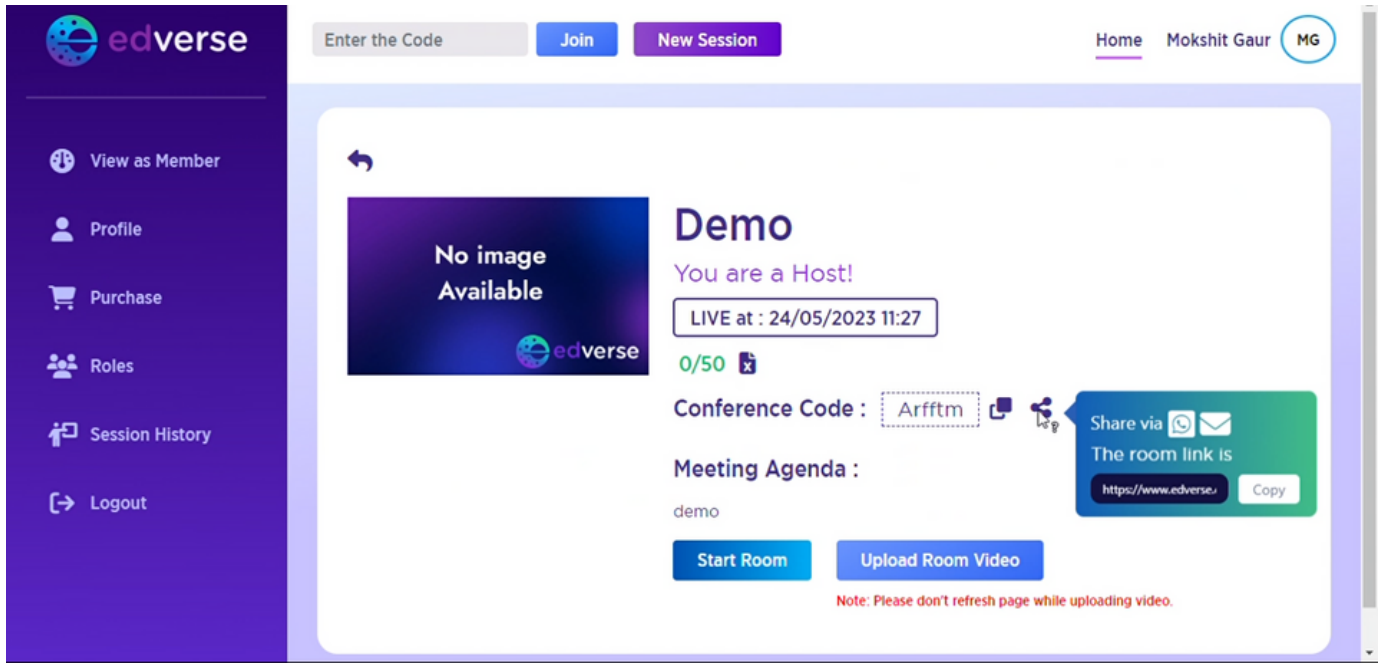 edverse
Enter the Code Join New Session Home Mokshit Gaur MG
View as Member
Profile
Purchase
Roles
Session History
Logout
No image
Available
edverse
Demo
You are a Host!
LIVE at : 24/05/2023 11:27
0/50
Conference Code : Arfftm
Share via
The room link is
https://www.edverse. Copy
Meeting Agenda :
demo
Start Room Upload Room Video
Note: Please don't refresh page while uploading video.